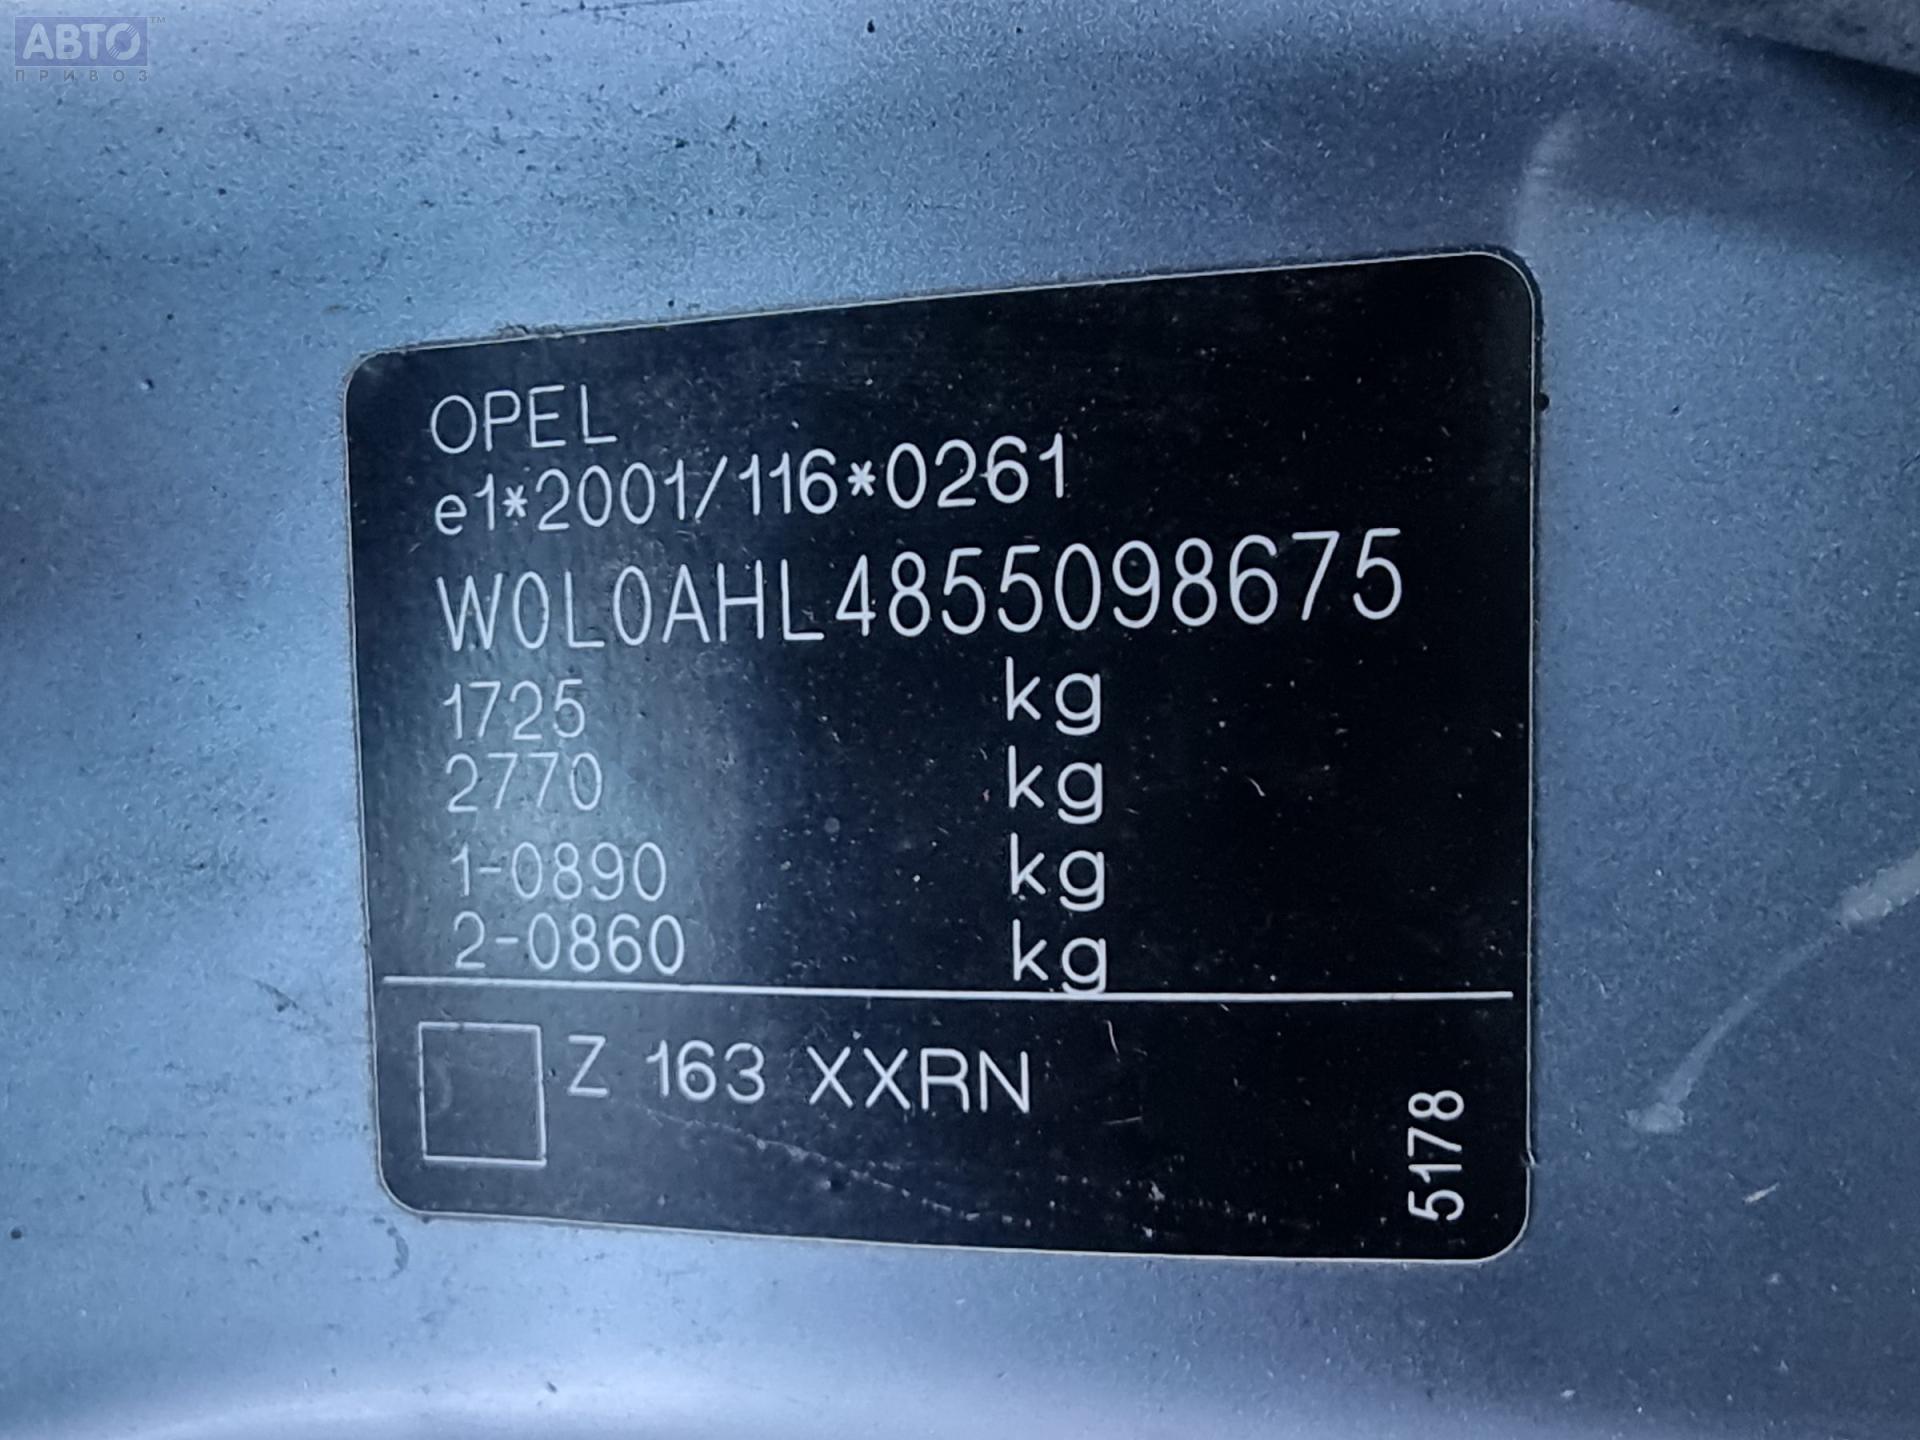 АВТО™
ПРИВОЗ
OPEL
e1*2001/116*0261
W0L0AHL4855098675
1725 kg
2770 kg
1-0890 kg
2-0860 kg
Z 163 XXRN
5178